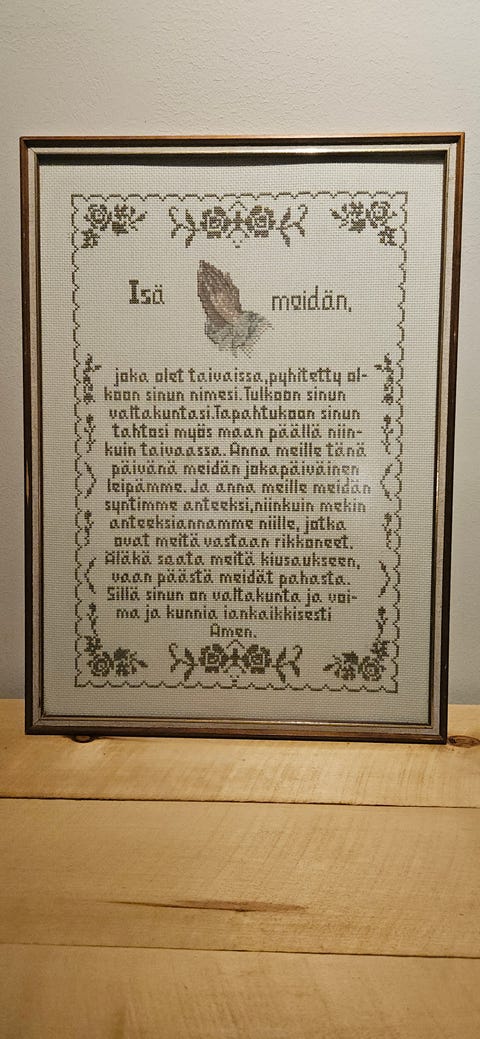 Isä meidän,
joka olet taivaissa,pyhitetty ol-
koon sinun nimesi.Tulkoon sinun
valtakuntasi.Tapahtukoon sinun
tahtosi myös maan päällä niin-
kuin taivaassa. Anna meille tänä
päivänä meidän jokapäiväinen
leipämme. Ja anna meille meidän
syntimme anteeksi,niinkuin mekin
anteeksiannamme niille, jotka
ovat meitä vastaan rikkoneet.
Äläkä saata meitä kiusaukseen,
vaan päästä meidät pahasta.
Sillä sinun on valtakunta ja voi-
ma ja kunnia iankaikkisesti
Amen.